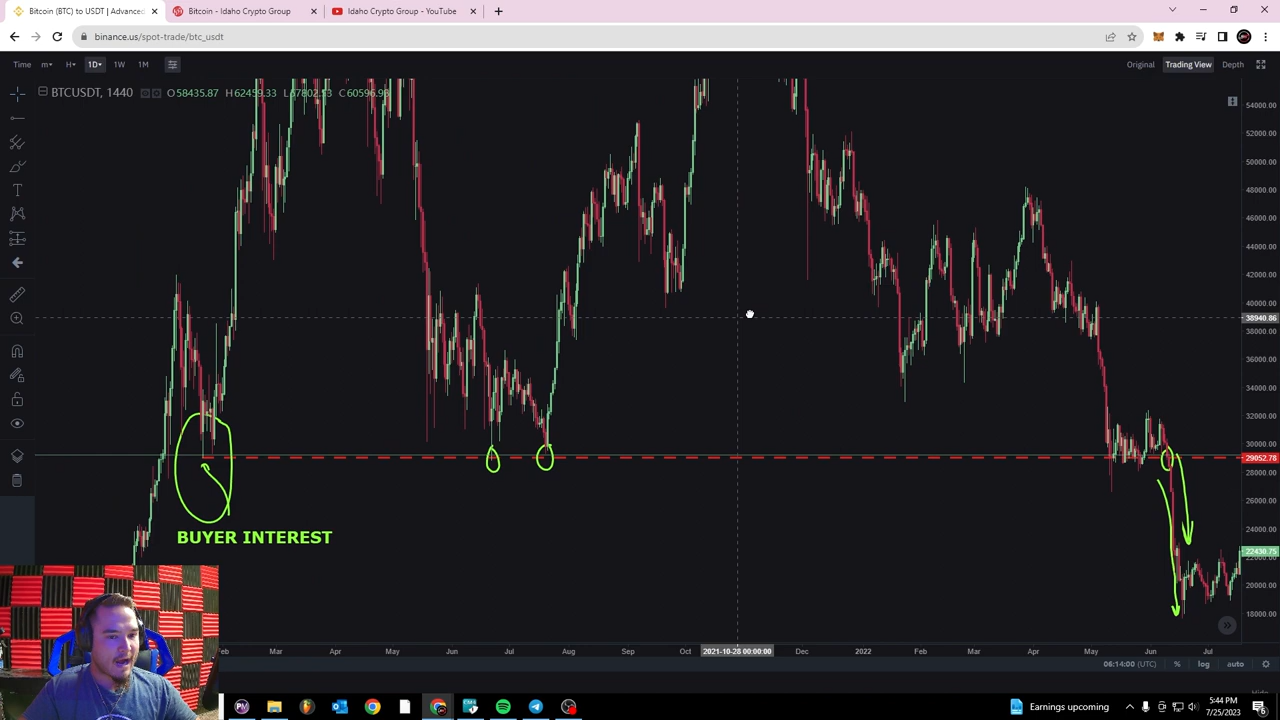 Bitcoin (BTC) to USDT | Advanced
Bitcoin - Idaho Crypto Group
Idaho Crypto Group - YouTube
binance.us/spot-trade/btc_usdt
Time m H 1D 1W 1M
Original Trading View Depth
BTCUSDT, 1440 O58435.87 H62459.33 C60596.98
54000.00
52000.00
50000.00
48000.00
46000.00
44000.00
42000.00
40000.00
38940.86
38000.00
36000.00
34000.00
32000.00
30000.00
29052.78
28000.00
26000.00
24000.00
22430.75
22000.00
20000.00
18000.00
BUYER INTEREST
Feb Mar Apr May Jun Jul Aug Sep Oct 2021-10-28 00:00:00 Dec 2022 Feb Mar Apr May Jun Jul
06:14:00 (UTC) % log auto
Earnings upcoming
5:44 PM
7/25/2023